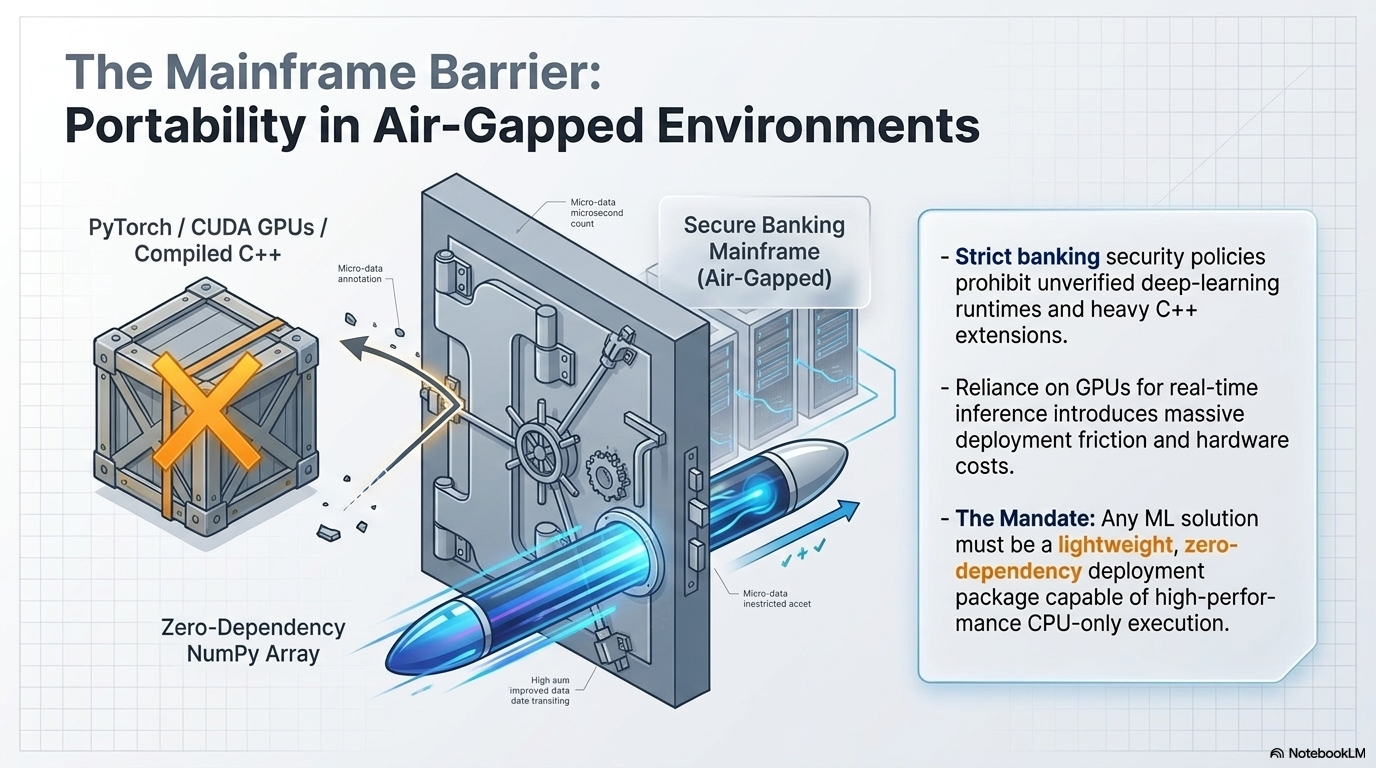 The Mainframe Barrier:
Portability in Air-Gapped Environments
PyTorch / CUDA GPUs /
Compiled C++
Micro-data
annotation
Micro-data
microsecond
count
Secure Banking
Mainframe
(Air-Gapped)
Zero-Dependency
NumPy Array
High aum
improved data
date transifing
Micro-data
inestricted accet
- Strict banking security policies
prohibit unverified deep-learning
runtimes and heavy C++
extensions.
- Reliance on GPUs for real-time
inference introduces massive
deployment friction and hardware
costs.
- The Mandate: Any ML solution
must be a lightweight, zero-
dependency deployment
package capable of high-perfor-
mance CPU-only execution.
NotebookLM